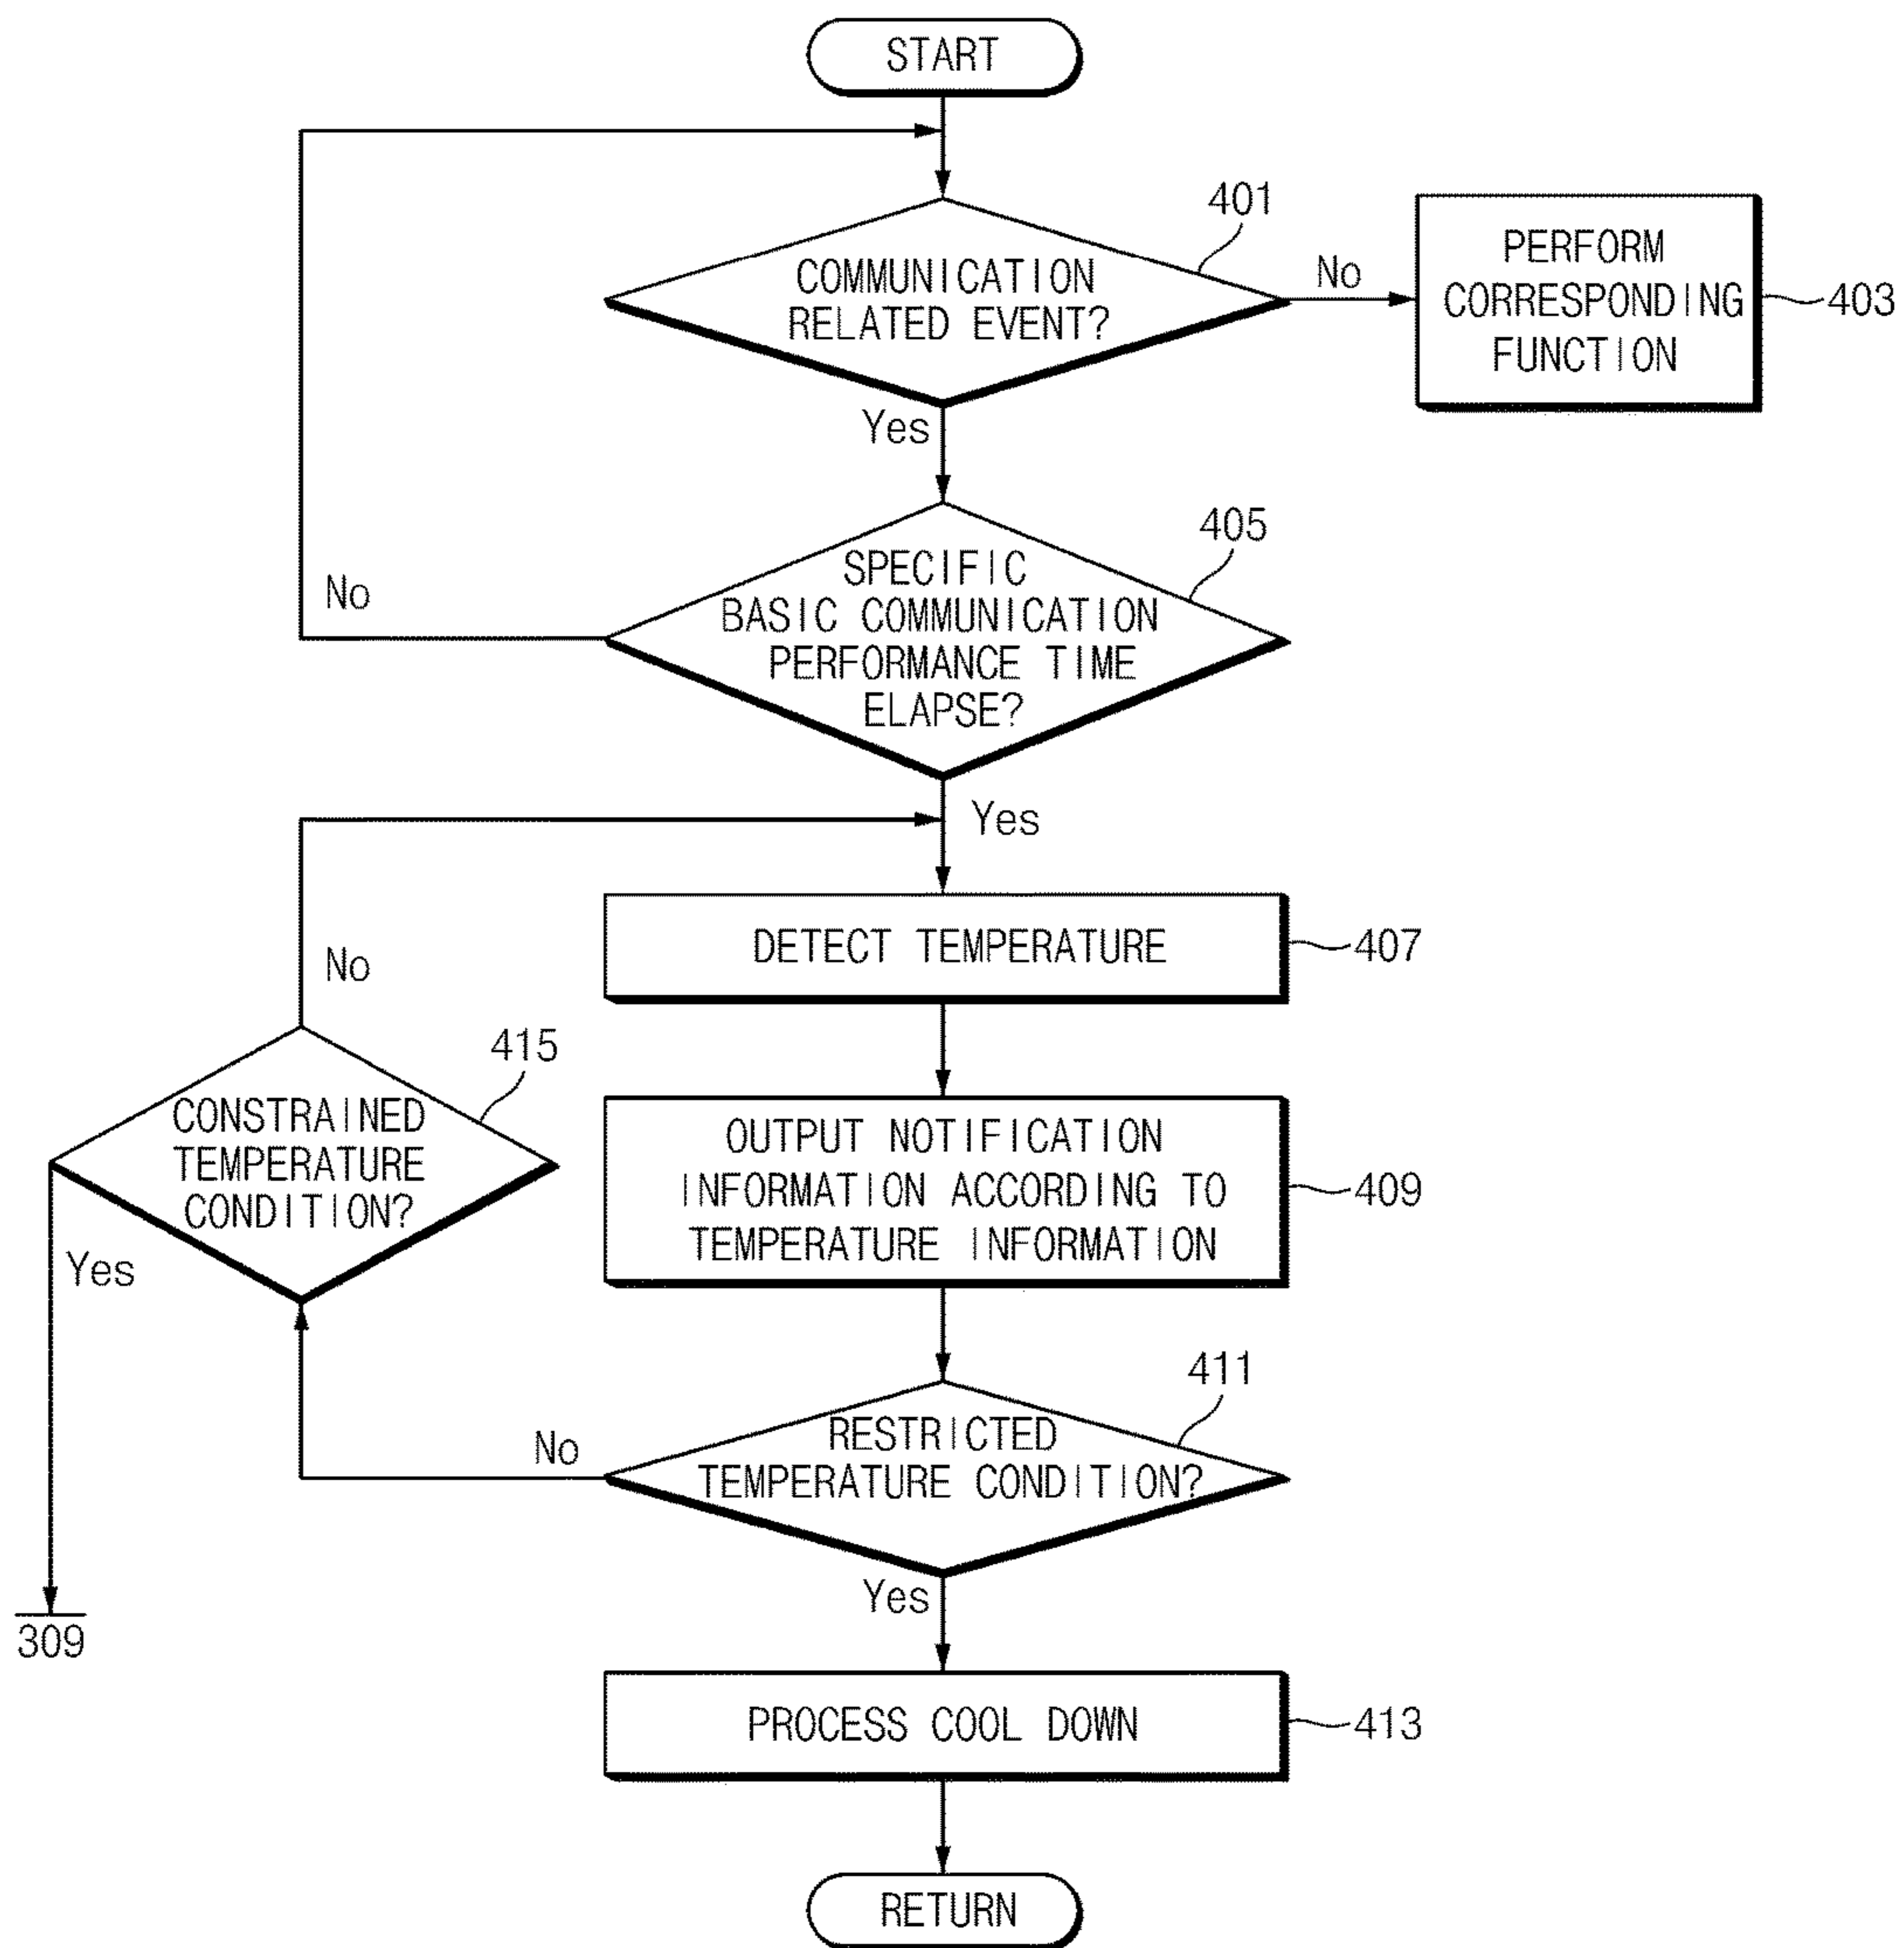 START
401
COMMUNICATION
RELATED EVENT?
No
PERFORM
CORRESPONDING
FUNCTION
403
Yes
405
SPECIFIC
BASIC COMMUNICATION
PERFORMANCE TIME
ELAPSE?
No
Yes
DETECT TEMPERATURE
407
No
415
CONSTRAINED
TEMPERATURE
CONDITION?
Yes
309
OUTPUT NOTIFICATION
INFORMATION ACCORDING TO
TEMPERATURE INFORMATION
409
411
RESTRICTED
TEMPERATURE CONDITION?
No
Yes
PROCESS COOL DOWN
413
RETURN